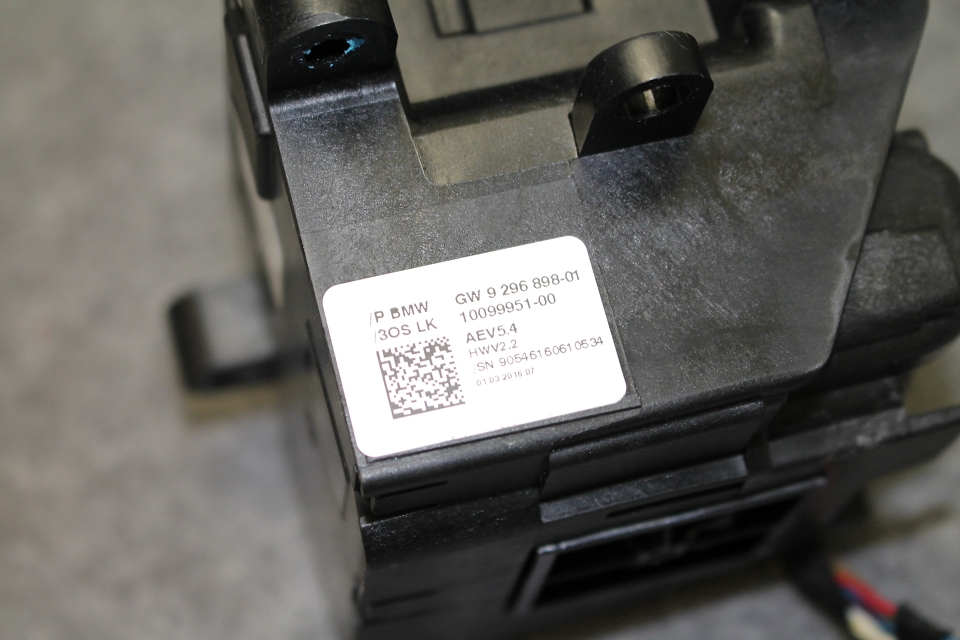 /P BMW
/3OS LK
GW 9 296 898-01
10099951-00
AEV5.4
HWV2.2
SN 90546160610534
01.03.2016 07